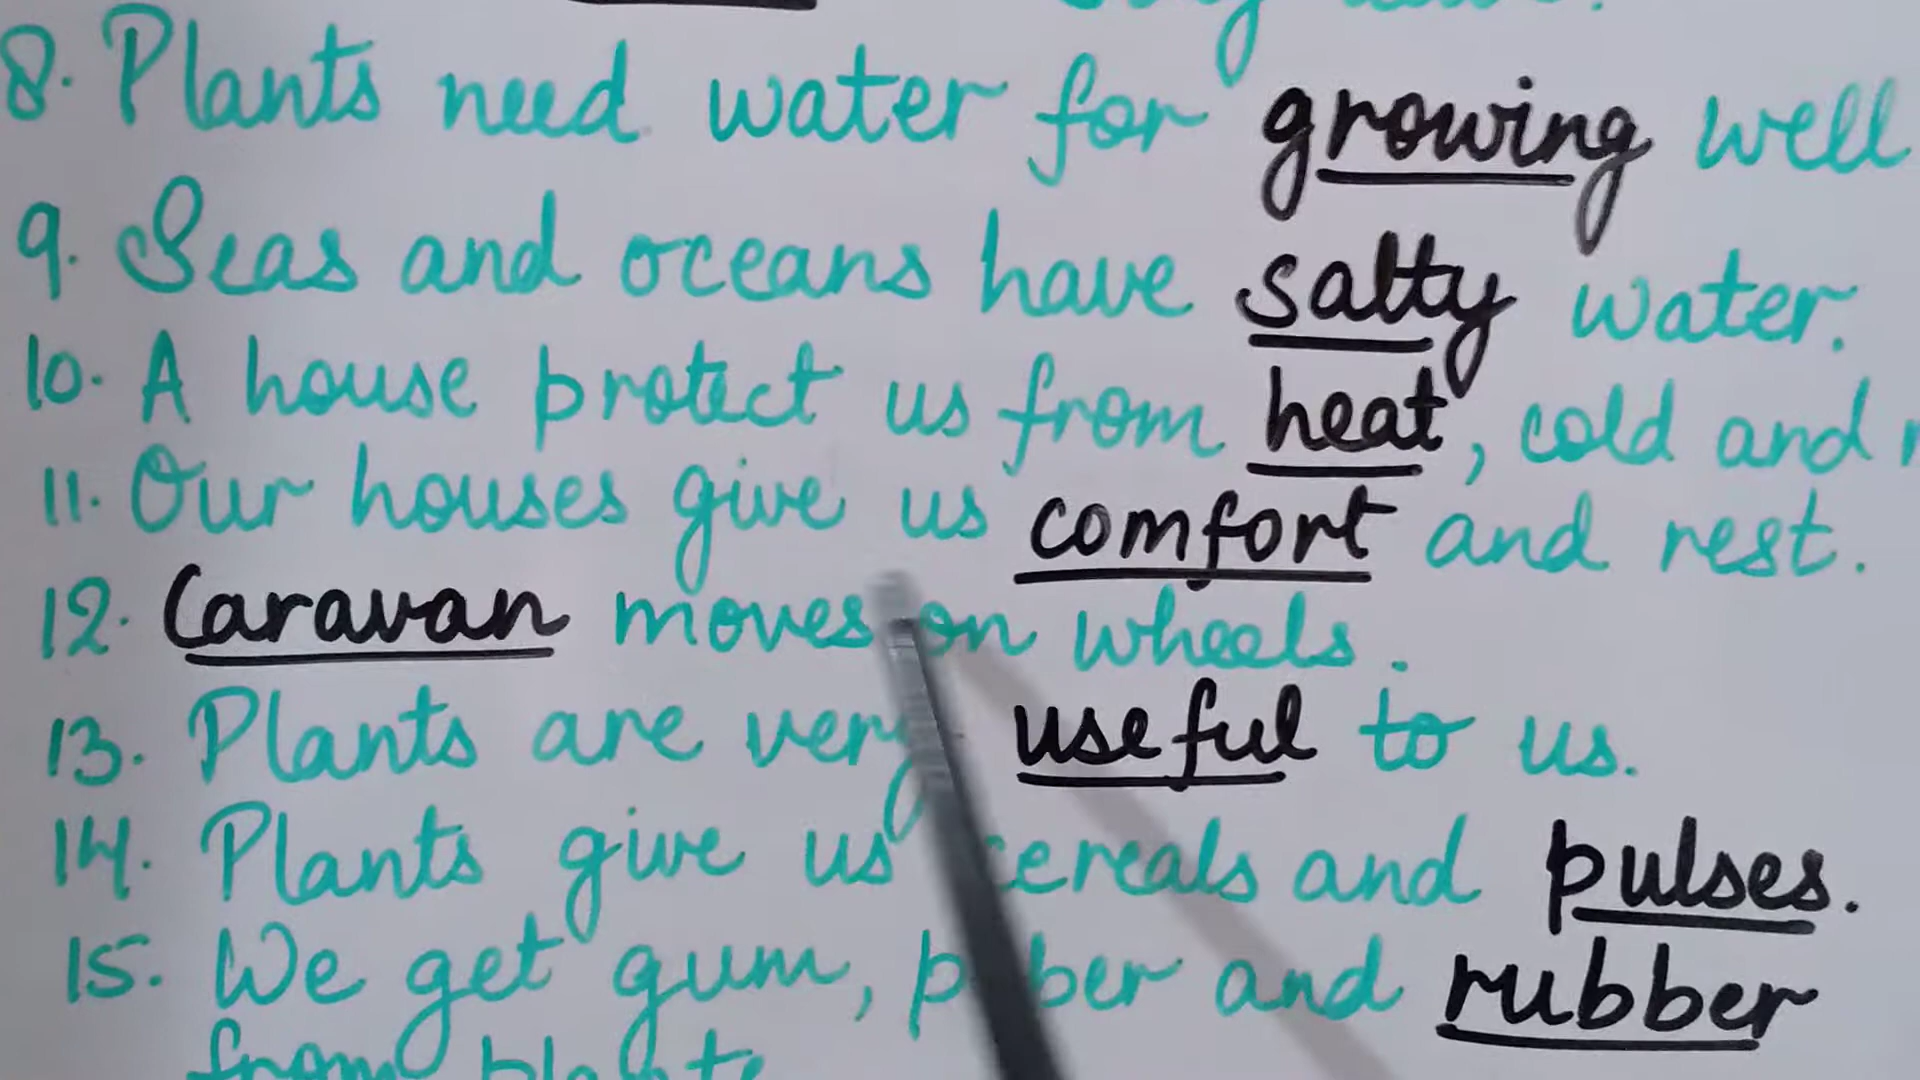 8. Plants need water for growing well
9. Seas and oceans have salty water.
10. A house protect us from heat, cold and
11. Our houses give us comfort and rest.
12. Caravan moves on wheels.
13. Plants are very useful to us.
14. Plants give us cereals and pulses.
15. We get gum, and rubber
from plants